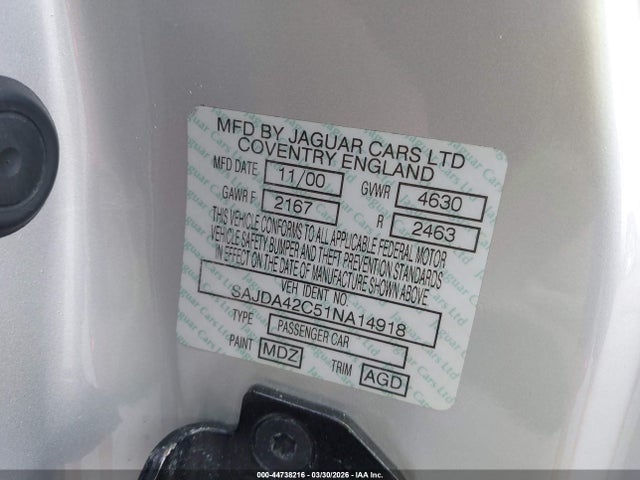 MFD BY JAGUAR CARS LTD
COVENTRY ENGLAND
MFD DATE 11/00 GVWR 4630
GAWR F 2167 R 2463
THIS VEHICLE CONFORMS TO ALL APPLICABLE FEDERAL MOTOR
VEHICLE SAFETY BUMPER AND THEFT PREVENTION STANDARDS
IN EFFECT ON THE DATE OF MANUFACTURE SHOWN ABOVE.
VEH IDENT NO.
SAJDA42C51NA14918
TYPE PASSENGER CAR
PAINT MDZ TRIM AGD
000-44738216 — 03/30/2026 — IAA Inc.